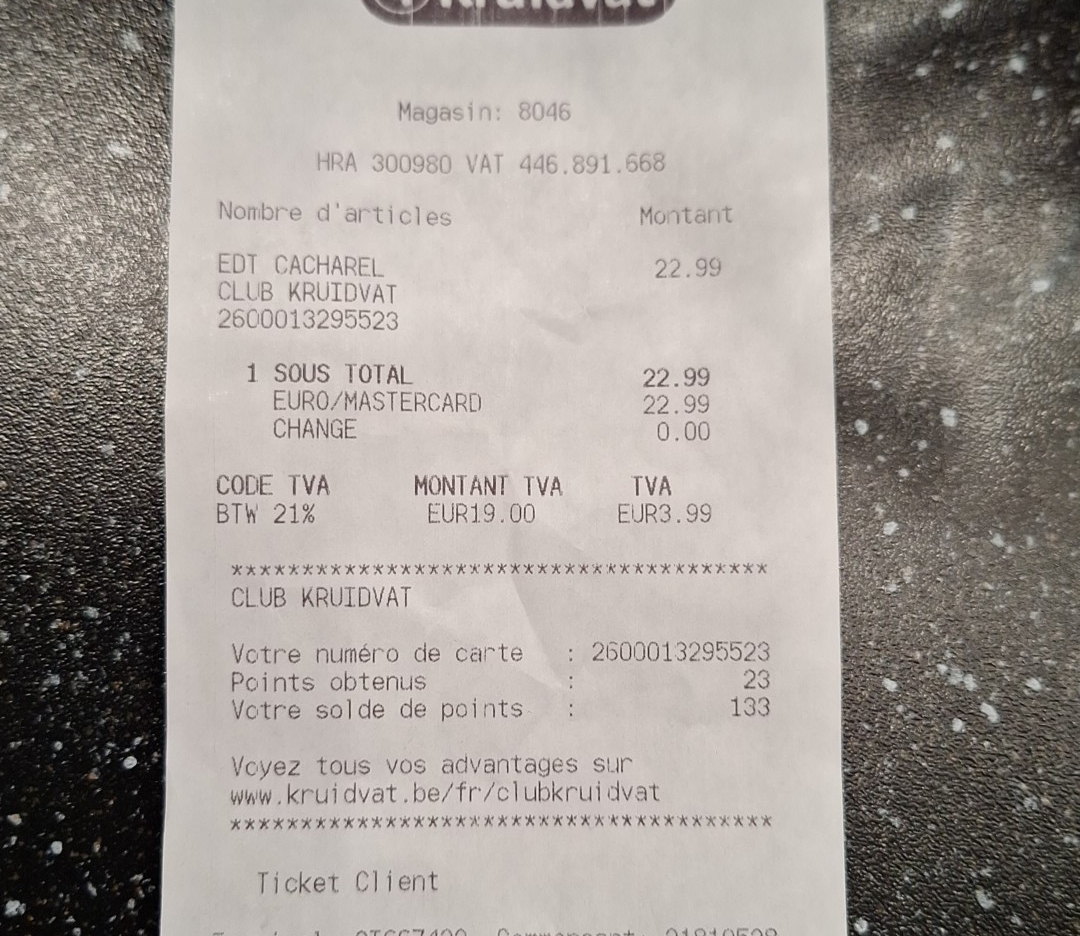 Kruidvat
Magasin: 8046
HRA 300980 VAT 446.891.668
Nombre d'articles Montant
EDT CACHAREL 22.99
CLUB KRUIDVAT
2600013295523
1 SOUS TOTAL 22.99
EURO/MASTERCARD 22.99
CHANGE 0.00
CODE TVA MONTANT TVA TVA
BTW 21% EUR19.00 EUR3.99
**************************************
CLUB KRUIDVAT
Votre numéro de carte : 2600013295523
Points obtenus : 23
Votre solde de points : 133
Voyez tous vos advantages sur
www.kruidvat.be/fr/clubkruidvat
**************************************
Ticket Client